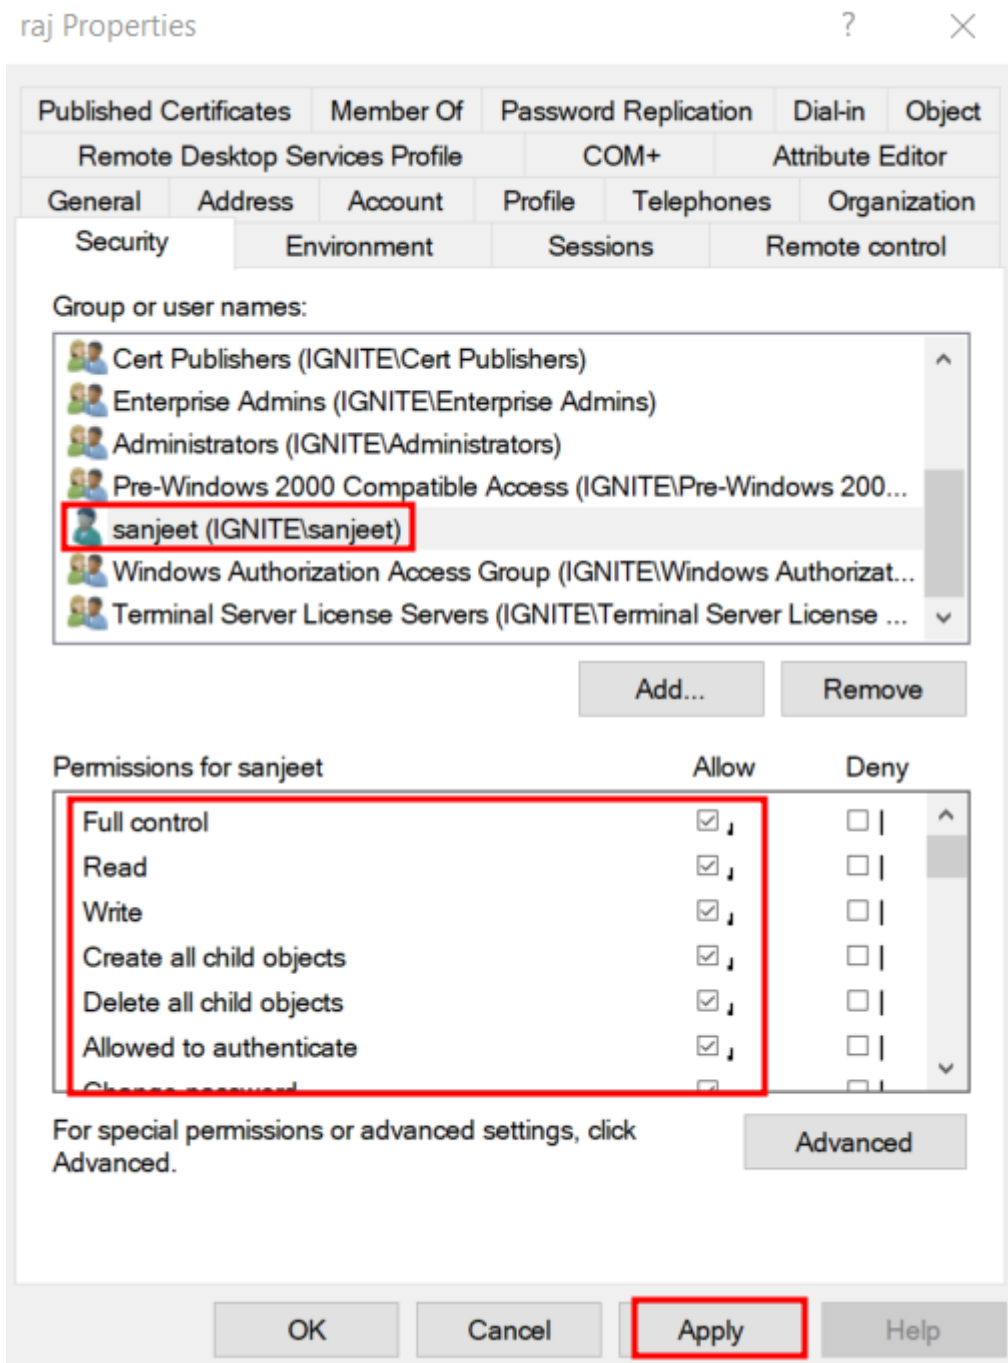 raj Properties ? ×
Published Certificates Member Of Password Replication Dial-in Object
Remote Desktop Services Profile COM+ Attribute Editor
General Address Account Profile Telephones Organization
Security Environment Sessions Remote control
Group or user names:
Cert Publishers (IGNITE\Cert Publishers)
Enterprise Admins (IGNITE\Enterprise Admins)
Administrators (IGNITE\Administrators)
Pre-Windows 2000 Compatible Access (IGNITE\Pre-Windows 200...
sanjeet (IGNITE\sanjeet)
Windows Authorization Access Group (IGNITE\Windows Authorizat...
Terminal Server License Servers (IGNITE\Terminal Server License ...
Add... Remove
Permissions for sanjeet Allow Deny
Full control
Read
Write
Create all child objects
Delete all child objects
Allowed to authenticate
Change password
For special permissions or advanced settings, click
Advanced.
Advanced
OK Cancel Apply Help